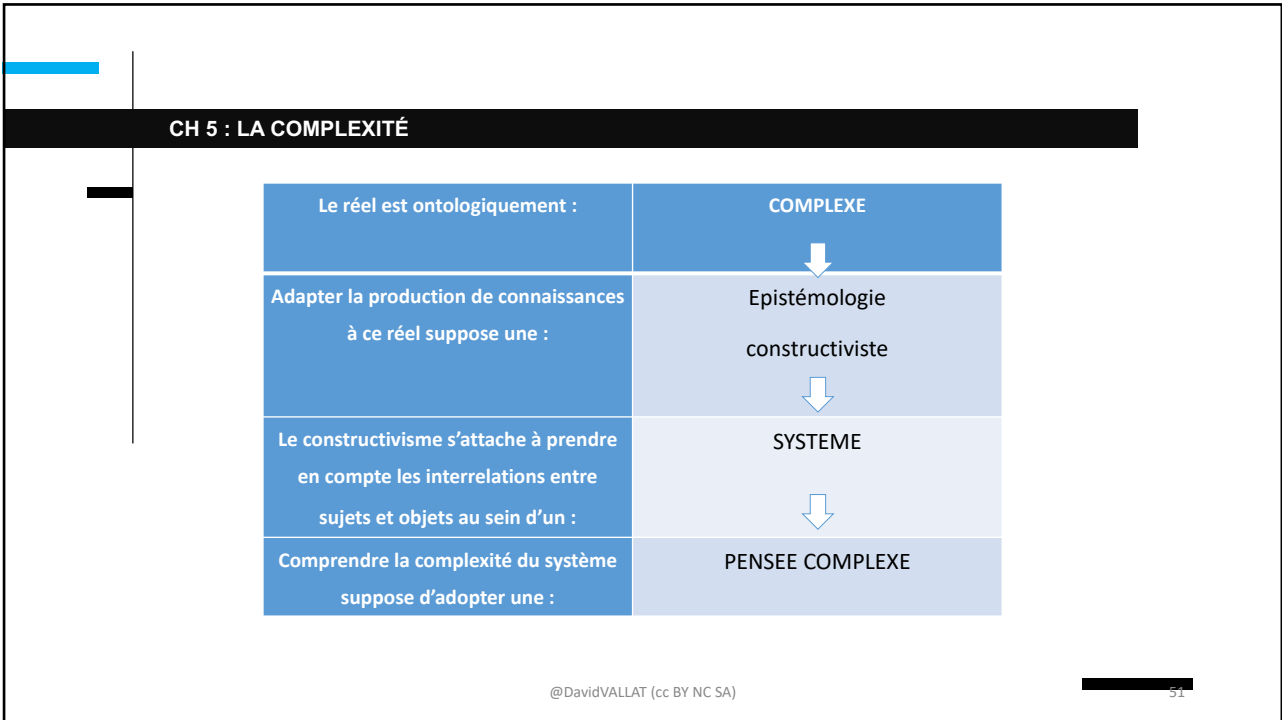 CH 5 : LA COMPLEXITÉ
Le réel est ontologiquement :
COMPLEXE
Adapter la production de connaissances
à ce réel suppose une :
Epistémologie
constructiviste
Le constructivisme s’attache à prendre
en compte les interrelations entre
sujets et objets au sein d’un :
SYSTEME
Comprendre la complexité du système
suppose d’adopter une :
PENSEE COMPLEXE
@DavidVALLAT (cc BY NC SA)
51